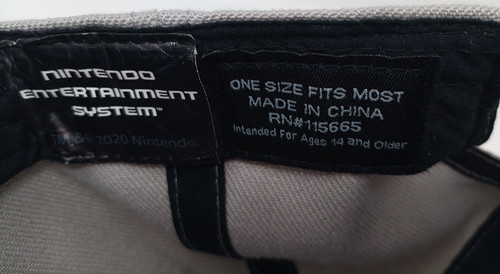 NINTENDO
ENTERTAINMENT
SYSTEM™
TM&©2020 Nintendo.
ONE SIZE FITS MOST
MADE IN CHINA
RN#115665
Intended For Ages 14 and Older